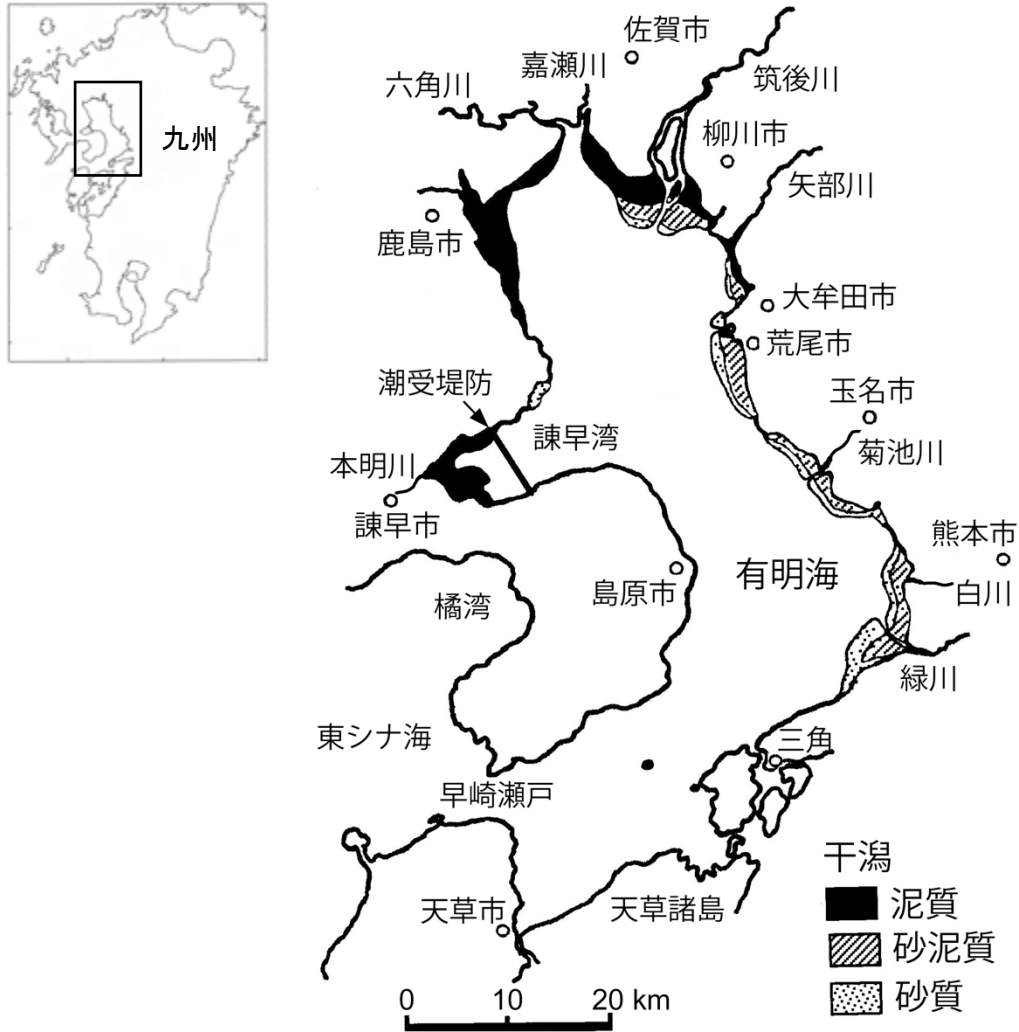 九州
佐賀市
嘉瀬川
六角川
筑後川
柳川市
矢部川
鹿島市
大牟田市
荒尾市
潮受堤防
玉名市
諫早湾
菊池川
本明川
諫早市
熊本市
有明海
島原市
白川
橘湾
緑川
東シナ海
三角
早崎瀬戸
干潟
天草市
天草諸島
泥質
砂泥質
砂質
0 10 20 km